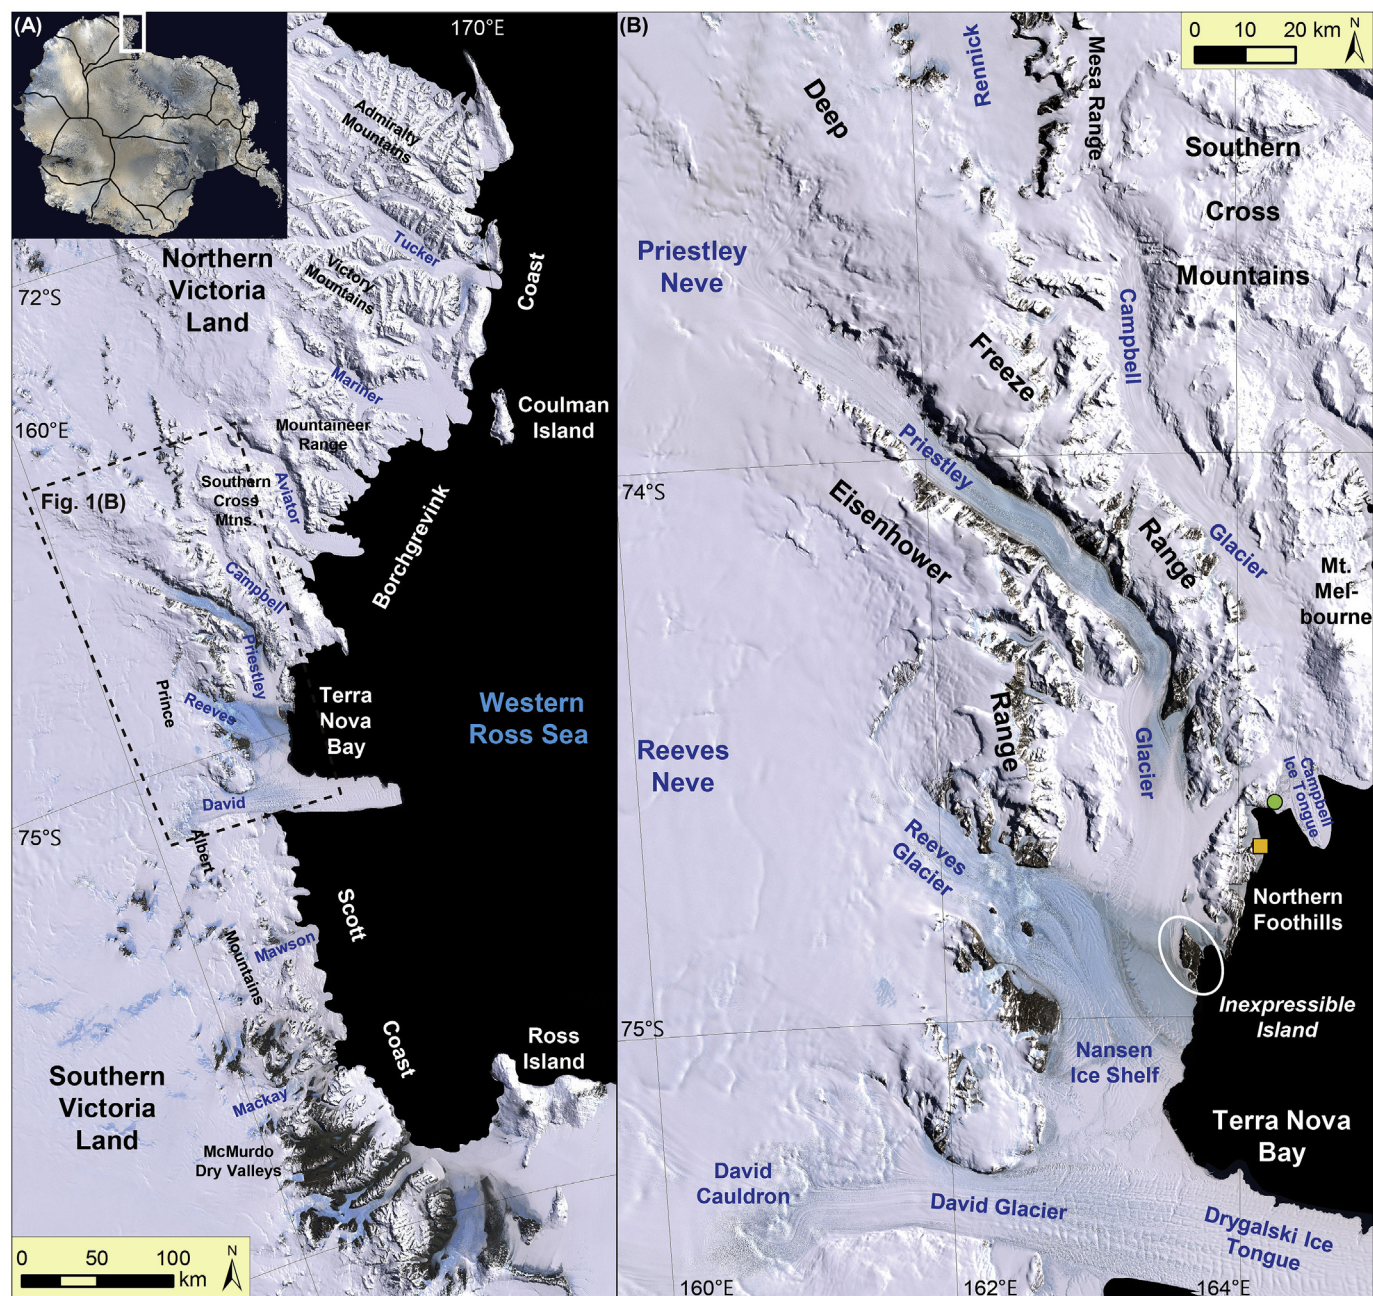 (A)
170°E
Admiralty
Mountains
Tucker
Northern
Victoria
Land
Victory
Mountains
Coast
72°S
Mariner
Coulman
Island
160°E
Mountaineer
Range
Fig. 1(B)
Southern
Cross
Mtns.
Aviator
Borchgrevink
Campbell
Priestley
Prince
Reeves
Terra
Nova
Bay
Western
Ross Sea
David
75°S
Albert
Scott
Mountains
Mawson
Coast
Ross
Island
Southern
Victoria
Land
Mackay
McMurdo
Dry Valleys
0 50 100
km
N
(B)
0 10 20 km
N
Rennick
Mesa Range
Deep
Southern
Cross
Mountains
Priestley
Neve
Campbell
Freeze
Priestley
74°S
Eisenhower
Range
Glacier
Mt.
Mel-
bourne
Range
Reeves
Neve
Glacier
Campbell
Ice Tongue
Reeves
Glacier
Northern
Foothills
Inexpressible
Island
75°S
Nansen
Ice Shelf
Terra Nova
Bay
David
Cauldron
David Glacier
Drygalski Ice
Tongue
160°E
162°E
164°E